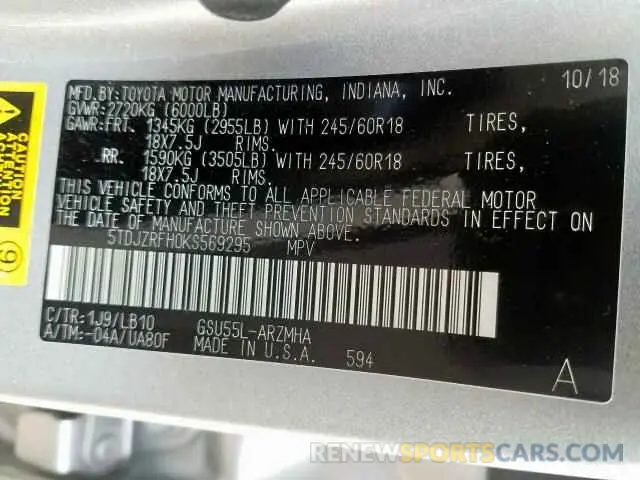 MFD.BY:TOYOTA MOTOR MANUFACTURING, INDIANA, INC. 10/18
GVWR:2720KG (6000LB)
GAWR:FRT. 1345KG (2955LB) WITH 245/60R18 TIRES,
18X7.5J RIMS.
RR. 1590KG (3505LB) WITH 245/60R18 TIRES,
18X7.5J RIMS.
THIS VEHICLE CONFORMS TO ALL APPLICABLE FEDERAL MOTOR
VEHICLE SAFETY AND THEFT PREVENTION STANDARDS IN EFFECT ON
THE DATE OF MANUFACTURE SHOWN ABOVE.
5TDJZRFH0KS569295 MPV
C/TR:1J9/LB10 GSU55L-ARZMHA
A/TM:-04A/UA80F MADE IN U.S.A. 594
A
CAUTION
ATTENTION
9
RENEWSPORTSCARS.COM